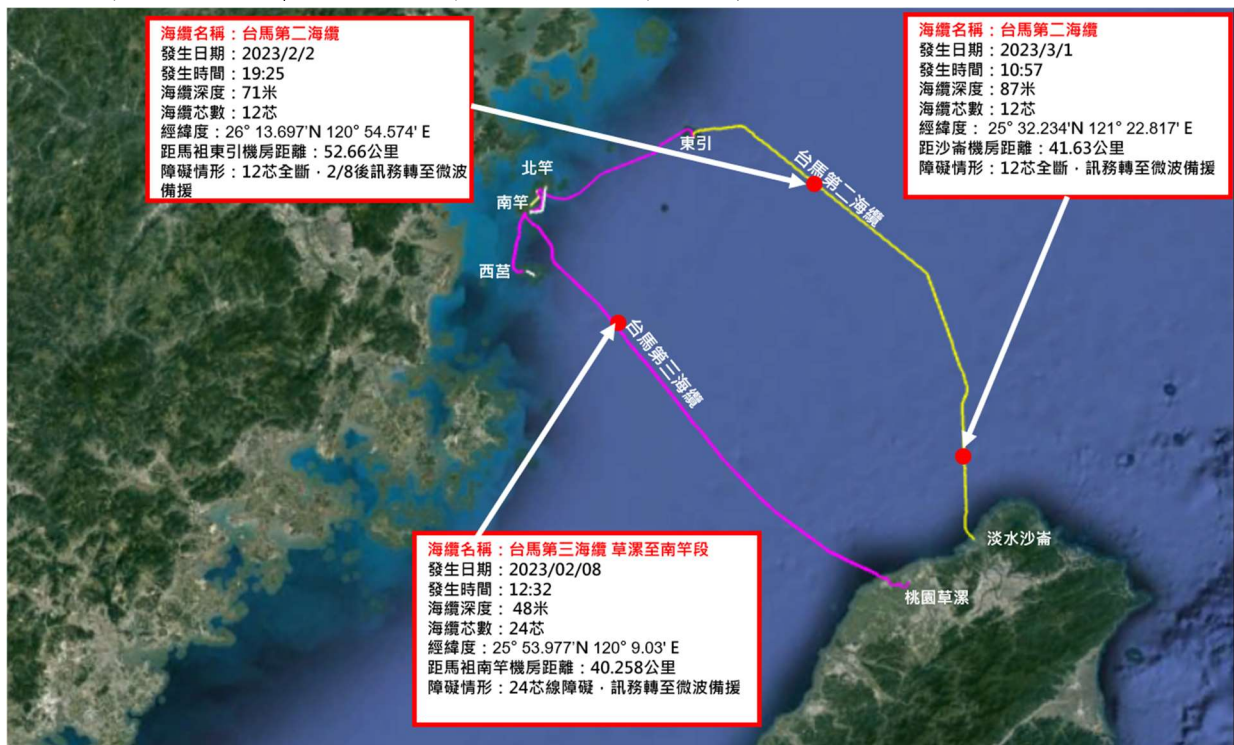 海纜名稱：台馬第二海纜
發生日期：2023/2/2
發生時間：19:25
海纜深度：71米
海纜芯數：12芯
經緯度：26° 13.697'N 120° 54.574' E
距馬祖東引機房距離：52.66公里
障礙情形：12芯全斷，2/8後訊務轉至微波
備援
海纜名稱：台馬第二海纜
發生日期：2023/3/1
發生時間：10:57
海纜深度：87米
海纜芯數：12芯
經緯度： 25° 32.234'N 121° 22.817' E
距沙崙機房距離：41.63公里
障礙情形：12芯全斷，訊務轉至微波備援
東引
北竿
南竿
西莒
台馬第二海纜
台馬第三海纜
淡水沙崙
桃園草漯
海纜名稱：台馬第三海纜 草漯至南竿段
發生日期：2023/02/08
發生時間：12:32
海纜深度： 48米
海纜芯數：24芯
經緯度：25° 53.977'N 120° 9.03' E
距馬祖南竿機房距離：40.258公里
障礙情形：24芯線障礙，訊務轉至微波備援